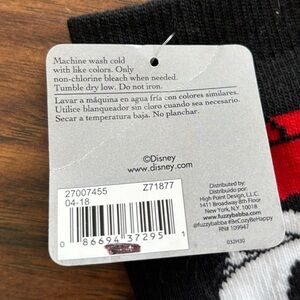 Machine wash cold
with like colors. Only
non-chlorine bleach when needed.
Tumble dry low. Do not iron.
Lavar a máquina en agua fría con colores similares.
Utilice blanqueador sin cloro cuando sea necesario.
Secar a temperatura baja. No planchar.
©Disney
www.disney.com
27007455 Z71877
04-18
0 86694 37295 1
Distributed by:
Distribuido por:
High Point Design, L.L.C.
1411 Broadway 8th Floor
New York, N.Y. 10018
www.fuzzybabba.com
@fuzzybabba #BeCozyBeHappy
RN# 109947
032H30